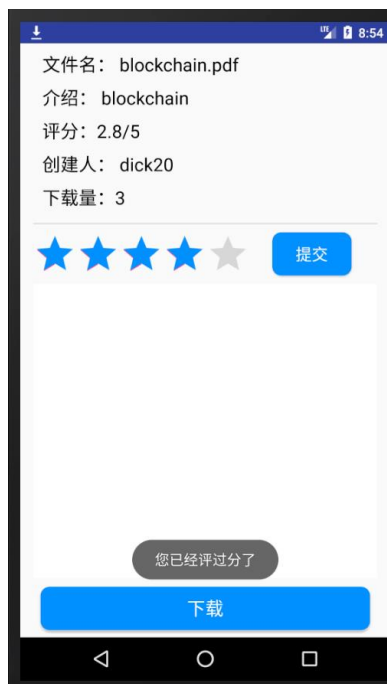 LTE 8:54
文件名： blockchain.pdf
介绍： blockchain
评分：2.8/5
创建人： dick20
下载量：3
提交
您已经评过分了
下载